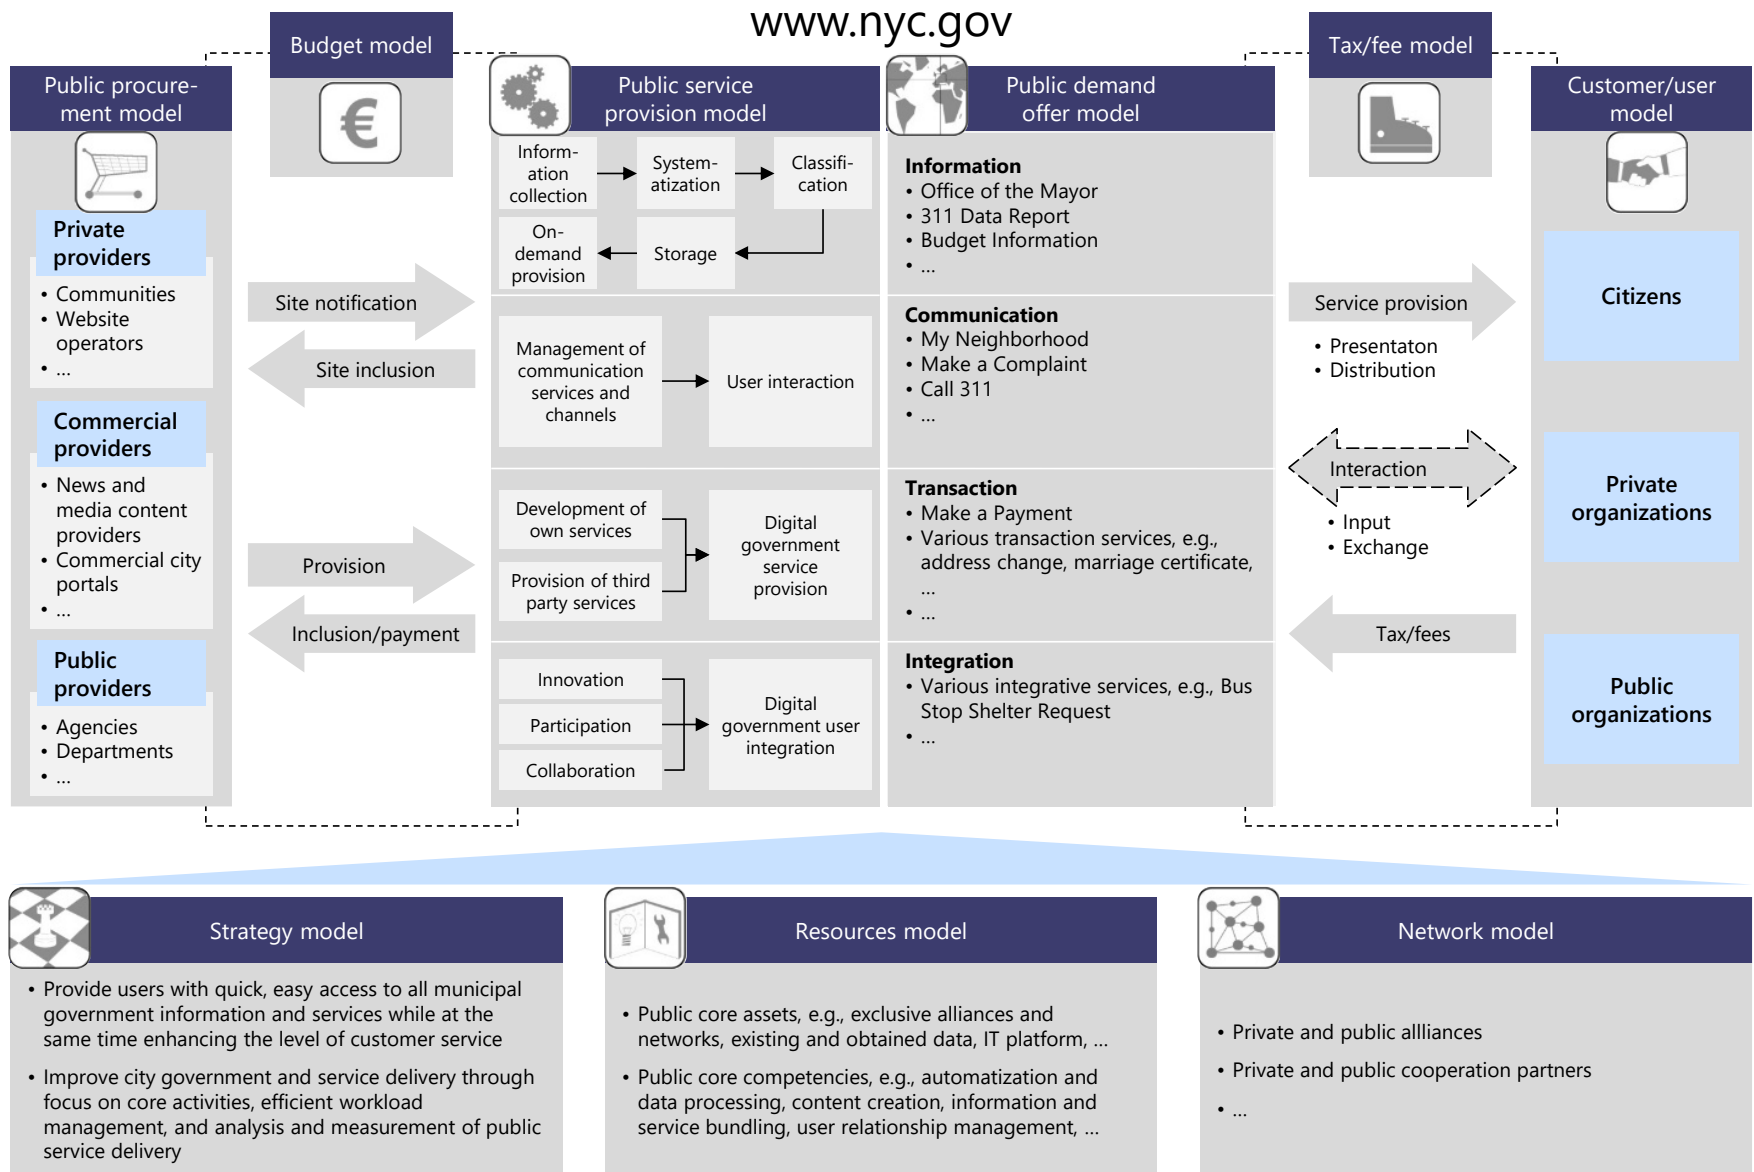 www.nyc.gov
Budget model
Tax/fee model
Public procure-
ment model
Private
providers
• Communities
• Website
operators
• ...
Commercial
providers
• News and
media content
providers
• Commercial city
portals
• ...
Public
providers
• Agencies
• Departments
• ...
€
Site notification
Site inclusion
Provision
Inclusion/payment
Public service
provision model
Inform-
ation
collection
System-
atization
Classifi-
cation
On-
demand
provision
Storage
Management of
communication
services and
channels
User interaction
Development of
own services
Provision of third
party services
Digital
government
service
provision
Innovation
Participation
Collaboration
Digital
government user
integration
Public demand
offer model
Information
• Office of the Mayor
• 311 Data Report
• Budget Information
• ...
Communication
• My Neighborhood
• Make a Complaint
• Call 311
• ...
Transaction
• Make a Payment
• Various transaction services, e.g.,
address change, marriage certificate,
...
• ...
Integration
• Various integrative services, e.g., Bus
Stop Shelter Request
• ...
Service provision
• Presentaton
• Distribution
Interaction
• Input
• Exchange
Tax/fees
Customer/user
model
Citizens
Private
organizations
Public
organizations
Strategy model
• Provide users with quick, easy access to all municipal
government information and services while at the
same time enhancing the level of customer service
• Improve city government and service delivery through
focus on core activities, efficient workload
management, and analysis and measurement of public
service delivery
Resources model
• Public core assets, e.g., exclusive alliances and
networks, existing and obtained data, IT platform, ...
• Public core competencies, e.g., automatization and
data processing, content creation, information and
service bundling, user relationship management, ...
Network model
• Private and public allliances
• Private and public cooperation partners
• ...